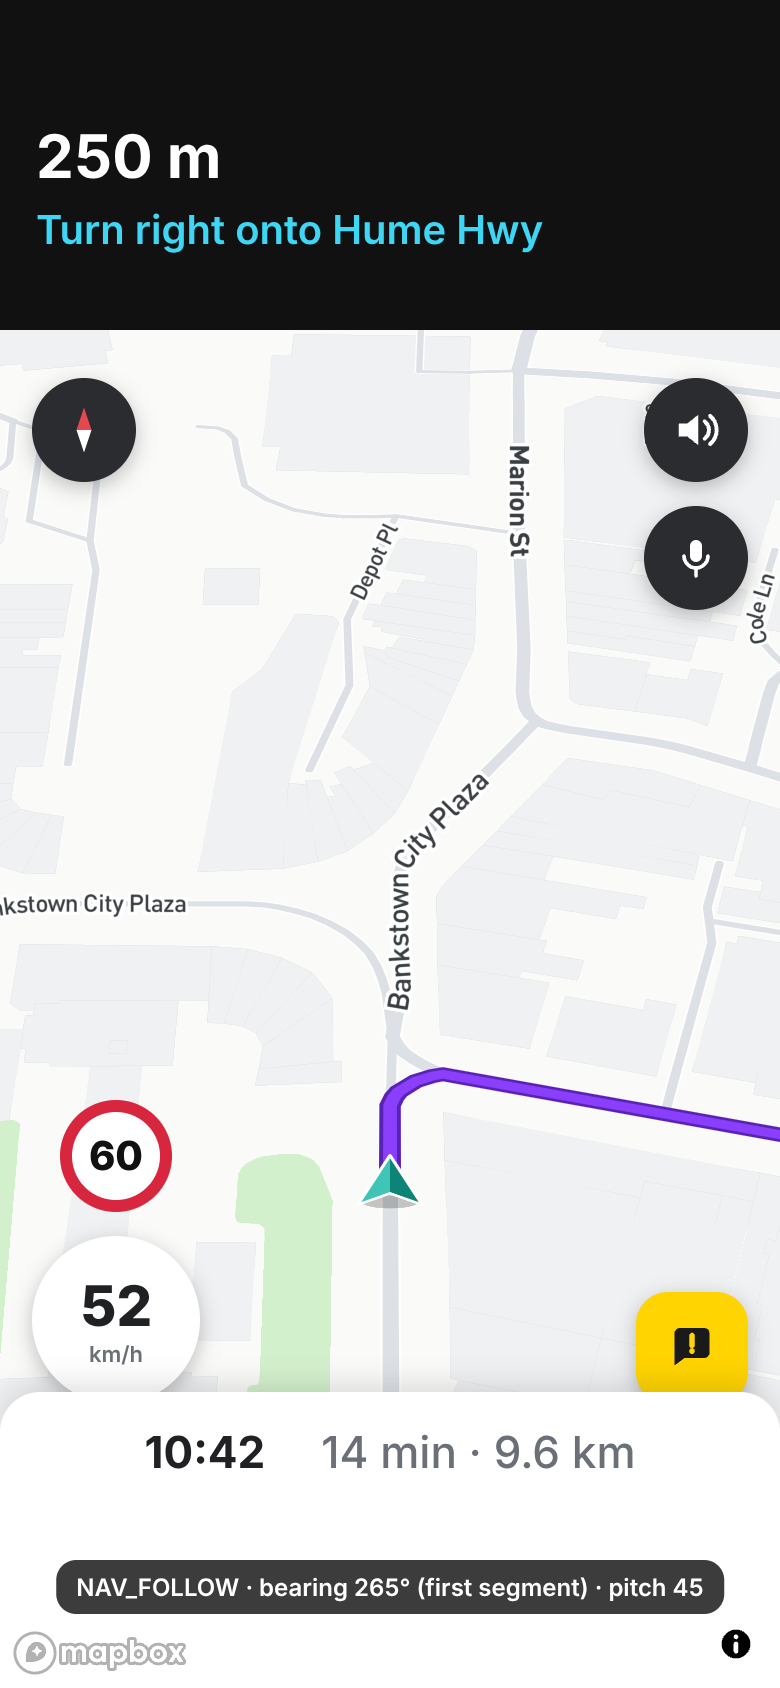 250 m
Turn right onto Hume Hwy
Marion St
Depot Pl
Cole Ln
Bankstown City Plaza
kstown City Plaza
60
52
km/h
10:42 14 min · 9.6 km
NAV_FOLLOW · bearing 265° (first segment) · pitch 45
mapbox